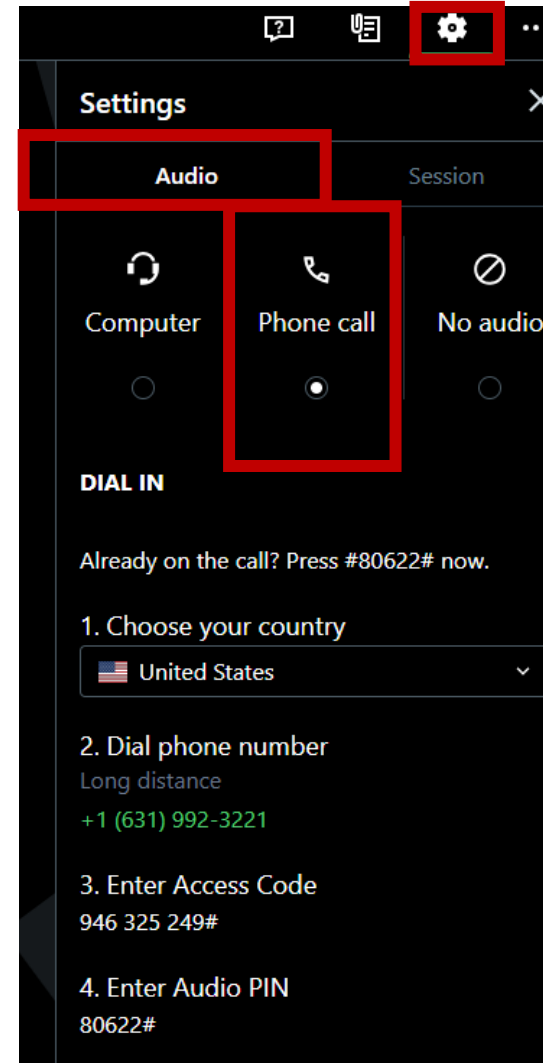 Settings
Audio Session
Computer Phone call No audio
DIAL IN
Already on the call? Press #80622# now.
1. Choose your country
United States
2. Dial phone number
Long distance
+1 (631) 992-3221
3. Enter Access Code
946 325 249#
4. Enter Audio PIN
80622#